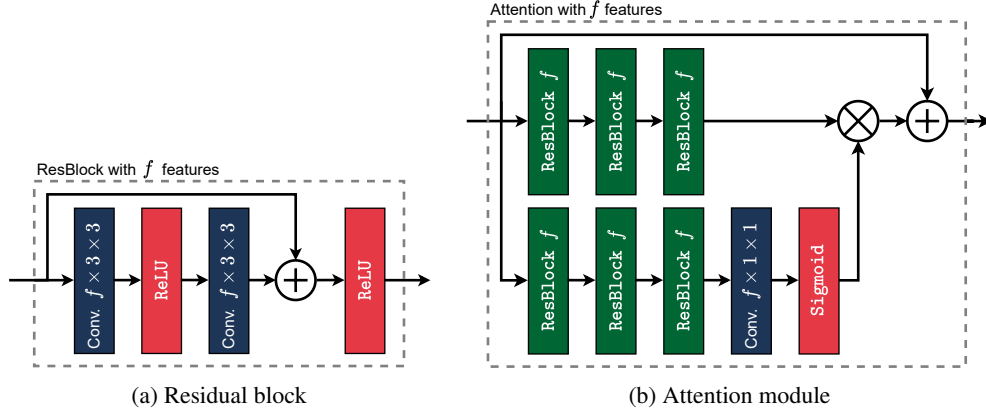 ResBlock with f features
Conv. f × 3 × 3
ReLU
Conv. f × 3 × 3
ReLU
(a) Residual block
Attention with f features
ResBlock f
ResBlock f
ResBlock f
ResBlock f
ResBlock f
ResBlock f
Conv. f × 1 × 1
Sigmoid
(b) Attention module